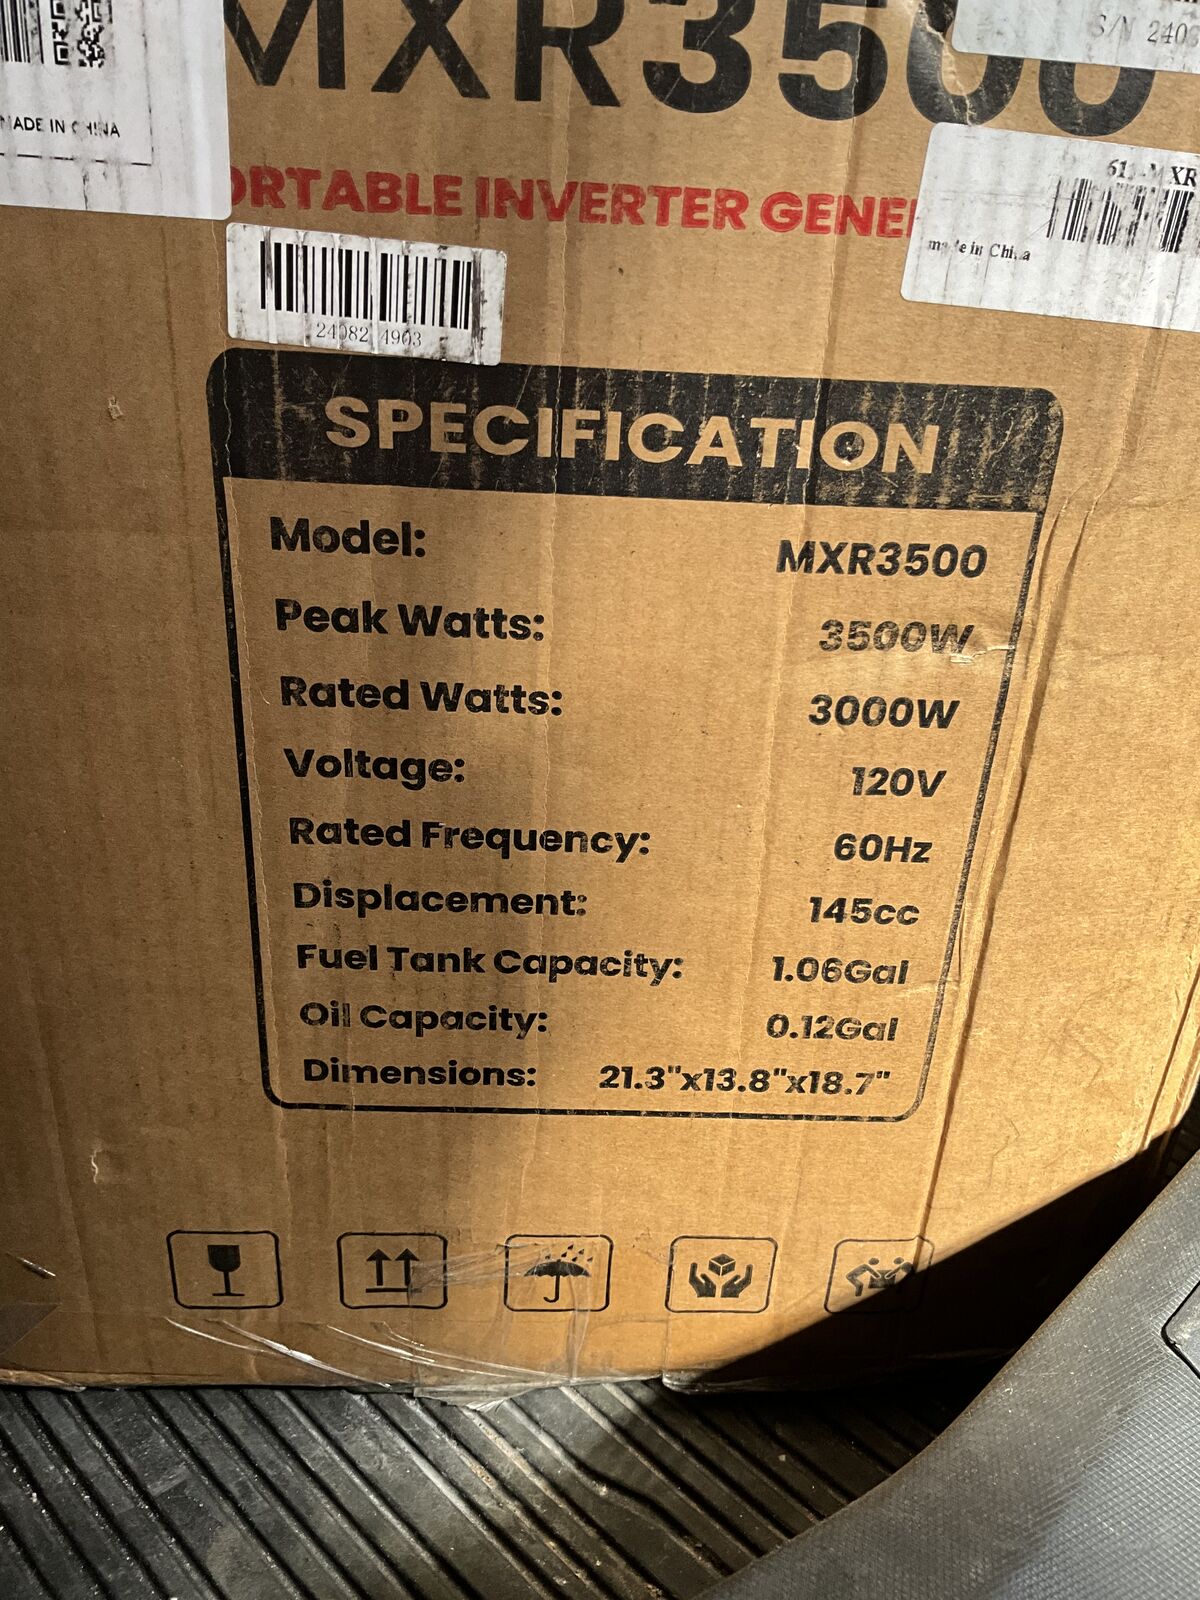 MXR3500
S/N 2403
MADE IN CHINA
ORTABLE INVERTER GENE
made in China
24082 4903
SPECIFICATION
Model: MXR3500
Peak Watts: 3500W
Rated Watts: 3000W
Voltage: 120V
Rated Frequency: 60Hz
Displacement: 145cc
Fuel Tank Capacity: 1.06Gal
Oil Capacity: 0.12Gal
Dimensions: 21.3"x13.8"x18.7"